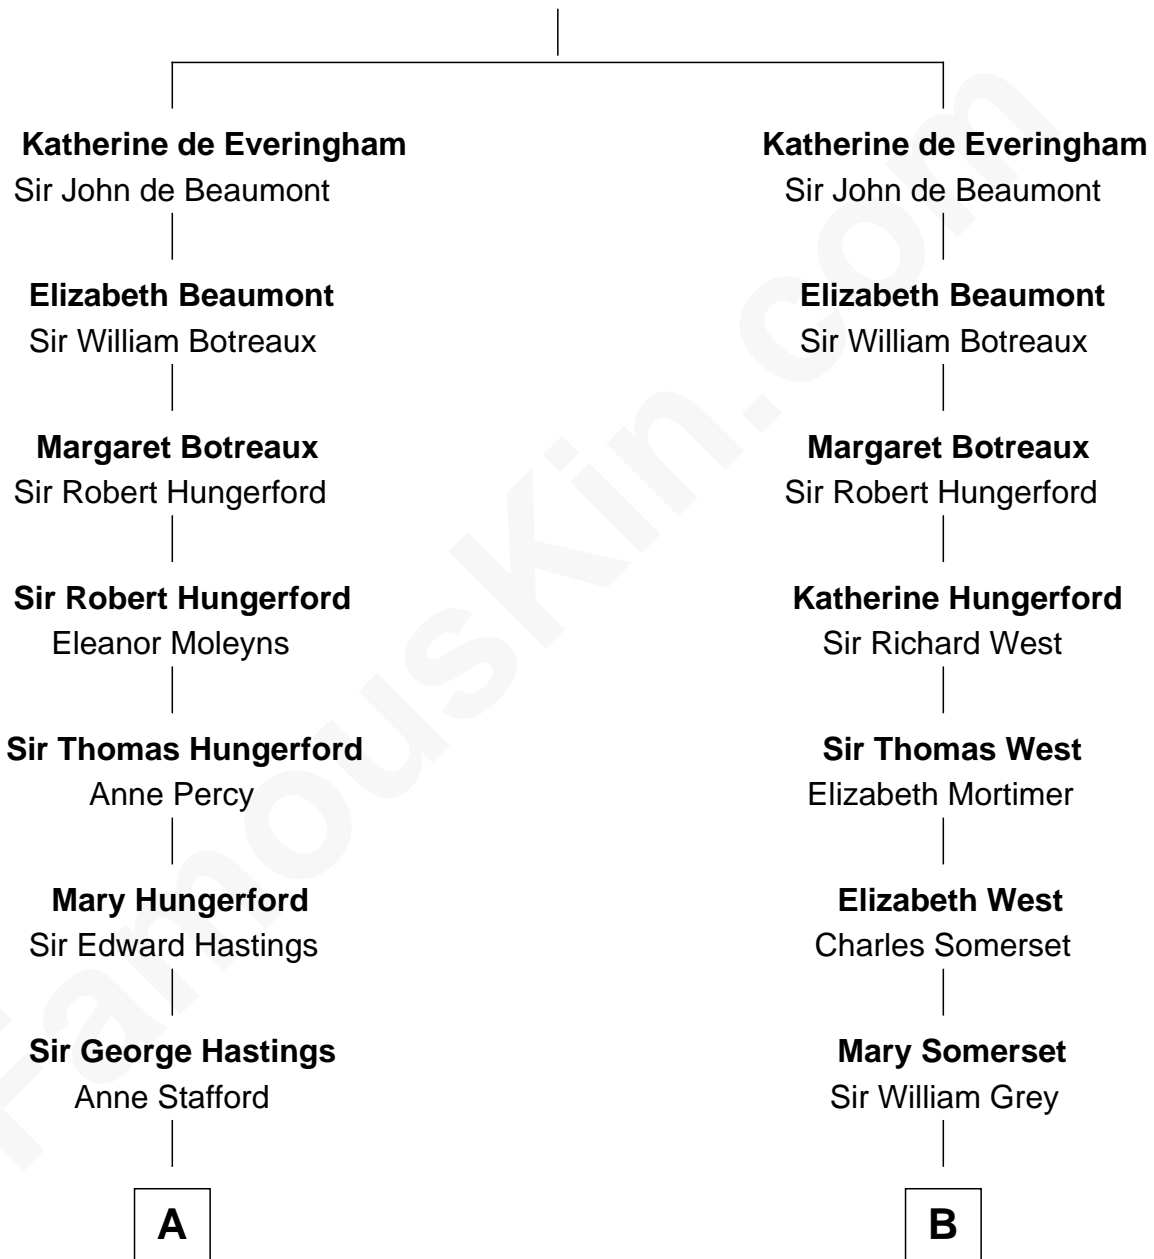 Katherine de Everingham
Sir John de Beaumont
Elizabeth Beaumont
Sir William Botreaux
Margaret Botreaux
Sir Robert Hungerford
Sir Robert Hungerford
Eleanor Moleyns
Sir Thomas Hungerford
Anne Percy
Mary Hungerford
Sir Edward Hastings
Sir George Hastings
Anne Stafford
A
Katherine de Everingham
Sir John de Beaumont
Elizabeth Beaumont
Sir William Botreaux
Margaret Botreaux
Sir Robert Hungerford
Katherine Hungerford
Sir Richard West
Sir Thomas West
Elizabeth Mortimer
Elizabeth West
Charles Somerset
Mary Somerset
Sir William Grey
B
FamousKin.com